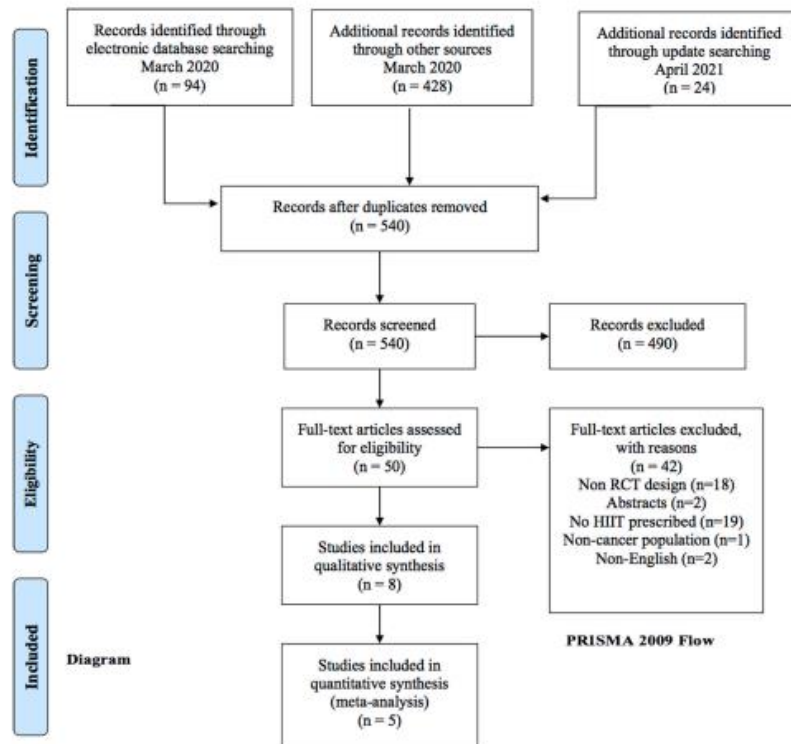 Identification
Records identified through
electronic database searching
March 2020
(n = 94)
Additional records identified
through other sources
March 2020
(n = 428)
Additional records identified
through update searching
April 2021
(n = 24)
Records after duplicates removed
(n = 540)
Screening
Records screened
(n = 540)
Records excluded
(n = 490)
Eligibility
Full-text articles assessed
for eligibility
(n = 50)
Full-text articles excluded,
with reasons
(n = 42)
Non RCT design (n=18)
Abstracts (n=2)
No HIIT prescribed (n=19)
Non-cancer population (n=1)
Non-English (n=2)
Studies included in
qualitative synthesis
(n = 8)
Included
Diagram
PRISMA 2009 Flow
Studies included in
quantitative synthesis
(meta-analysis)
(n = 5)